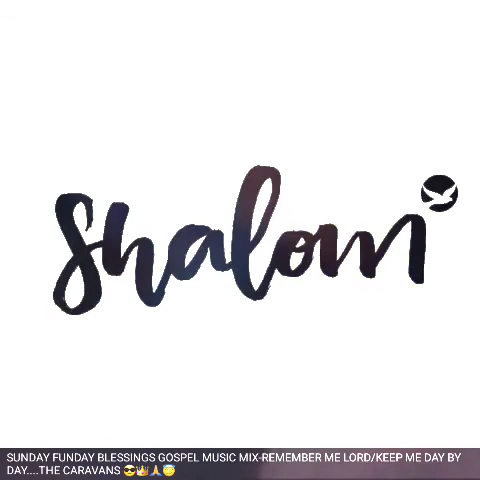 Shalom
SUNDAY FUNDAY BLESSINGS GOSPEL MUSIC MIX-REMEMBER ME LORD/KEEP ME DAY BY
DAY....THE CARAVANS 😎👑🙏😇